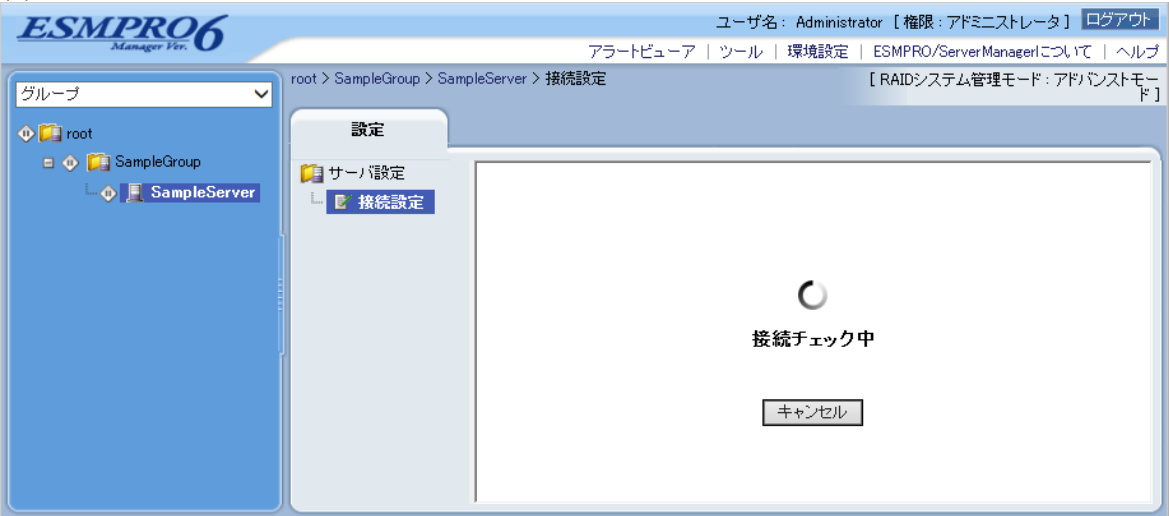 ESMPRO6
Manager Ver.
ユーザ名： Administrator [ 権限：アドミニストレータ ] ログアウト
アラートビューア | ツール | 環境設定 | ESMPRO/ServerManagerについて | ヘルプ
グループ
root
SampleGroup
SampleServer
root > SampleGroup > SampleServer > 接続設定
[ RAIDシステム管理モード：アドバンストモー
ド ]
設定
サーバ設定
接続設定
接続チェック中
キャンセル